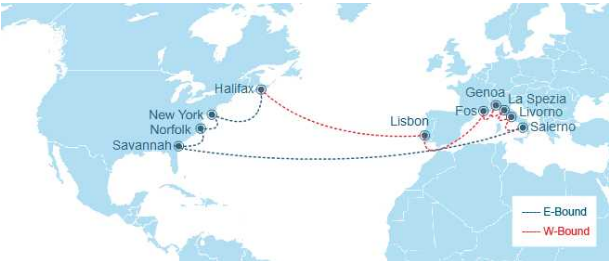 Halifax
New York
Norfolk
Savannah
Lisbon
Genoa
La Spezia
Fos
Livorno
Salerno
E-Bound
W-Bound